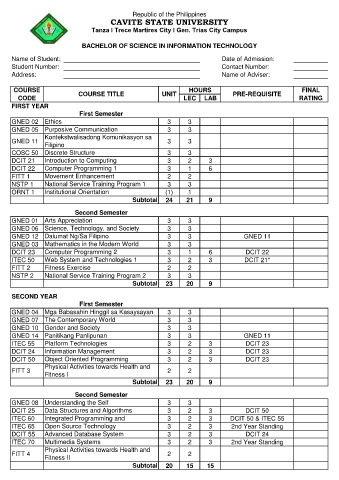 Republic of the Philippines
CAVITE STATE UNIVERSITY
Tanza I Trece Martires City I Gen. Trias City Campus
BACHELOR OF SCIENCE IN INFORMATION TECHNOLOGY
Name of Student: Date of Admission:
Student Number: Contact Number:
Address: Name of Adviser:
COURSE CODE COURSE TITLE UNIT HOURS LEC LAB PRE-REQUISITE FINAL RATING
FIRST YEAR
First Semester
GNED 02 Ethics 3 3
GNED 05 Purposive Communication 3 3
GNED 11 Kontekstwalisadong Komunikasyon sa Filipino 3 3
COSC 50 Discrete Structure 3 3
DCIT 21 Introduction to Computing 3 2 3
DCIT 22 Computer Programming 1 3 1 6
FITT 1 Movement Enhancement 2 2
NSTP 1 National Service Training Program 1 3 3
ORNT 1 Institutional Orientation (1) 1
Subtotal 24 21 9
Second Semester
GNED 01 Arts Appreciation 3 3
GNED 06 Science, Technology, and Society 3 3
GNED 12 Dalumat Ng/Sa Filipino 3 3 GNED 11
GNED 03 Mathematics in the Modern World 3 3
DCIT 23 Computer Programming 2 3 1 6 DCIT 22
ITEC 50 Web System and Technologies 1 3 2 3 DCIT 21*
FITT 2 Fitness Exercise 2 2
NSTP 2 National Service Training Program 2 3 3
Subtotal 23 20 9
SECOND YEAR
First Semester
GNED 04 Mga Babasahin Hinggil sa Kasaysayan 3 3
GNED 07 The Contemporary World 3 3
GNED 10 Gender and Society 3 3
GNED 14 Panitikang Panlipunan 3 3 GNED 11
ITEC 55 Platform Technologies 3 2 3 DCIT 23
DCIT 24 Information Management 3 2 3 DCIT 23
DCIT 50 Object Oriented Programming 3 2 3 DCIT 23
FITT 3 Physical Activities towards Health and Fitness I 2 2
Subtotal 23 20 9
Second Semester
GNED 08 Understanding the Self 3 3
DCIT 25 Data Structures and Algorithms 3 2 3 DCIT 50
ITEC 60 Integrated Programming and 3 2 3 DCIT 50 & ITEC 55
ITEC 65 Open Source Technology 3 2 3 2nd Year Standing
DCIT 55 Advanced Database System 3 2 3 DCIT 24
ITEC 70 Multimedia Systems 3 2 3 2nd Year Standing
FITT 4 Physical Activities towards Health and Fitness II 2 2
Subtotal 20 15 15